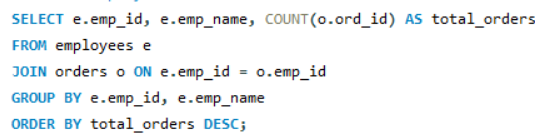 SELECT e.emp_id, e.emp_name, COUNT(o.ord_id) AS total_orders
FROM employees e
JOIN orders o ON e.emp_id = o.emp_id
GROUP BY e.emp_id, e.emp_name
ORDER BY total_orders DESC;